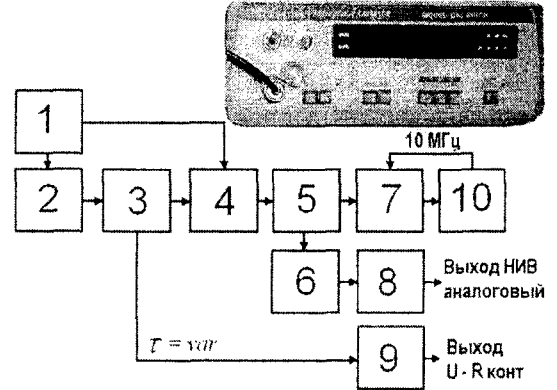 1
10 МГц
2
3
4
5
7
10
6
8
Выход НИВ
аналоговый
τ = var
9
Выход
U - R конт